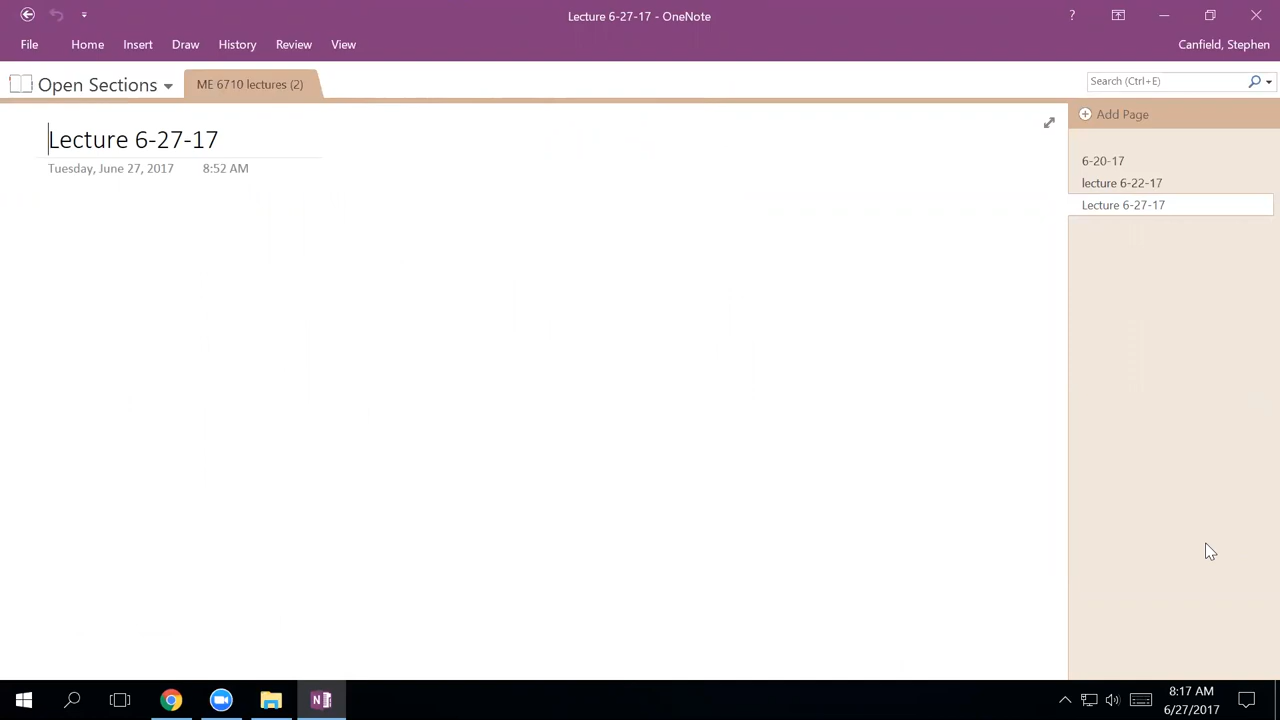 Lecture 6-27-17 - OneNote
?
File Home Insert Draw History Review View
Canfield, Stephen
Open Sections
ME 6710 lectures (2)
Search (Ctrl+E)
Add Page
Lecture 6-27-17
Tuesday, June 27, 2017 8:52 AM
6-20-17
lecture 6-22-17
Lecture 6-27-17
N
8:17 AM
6/27/2017